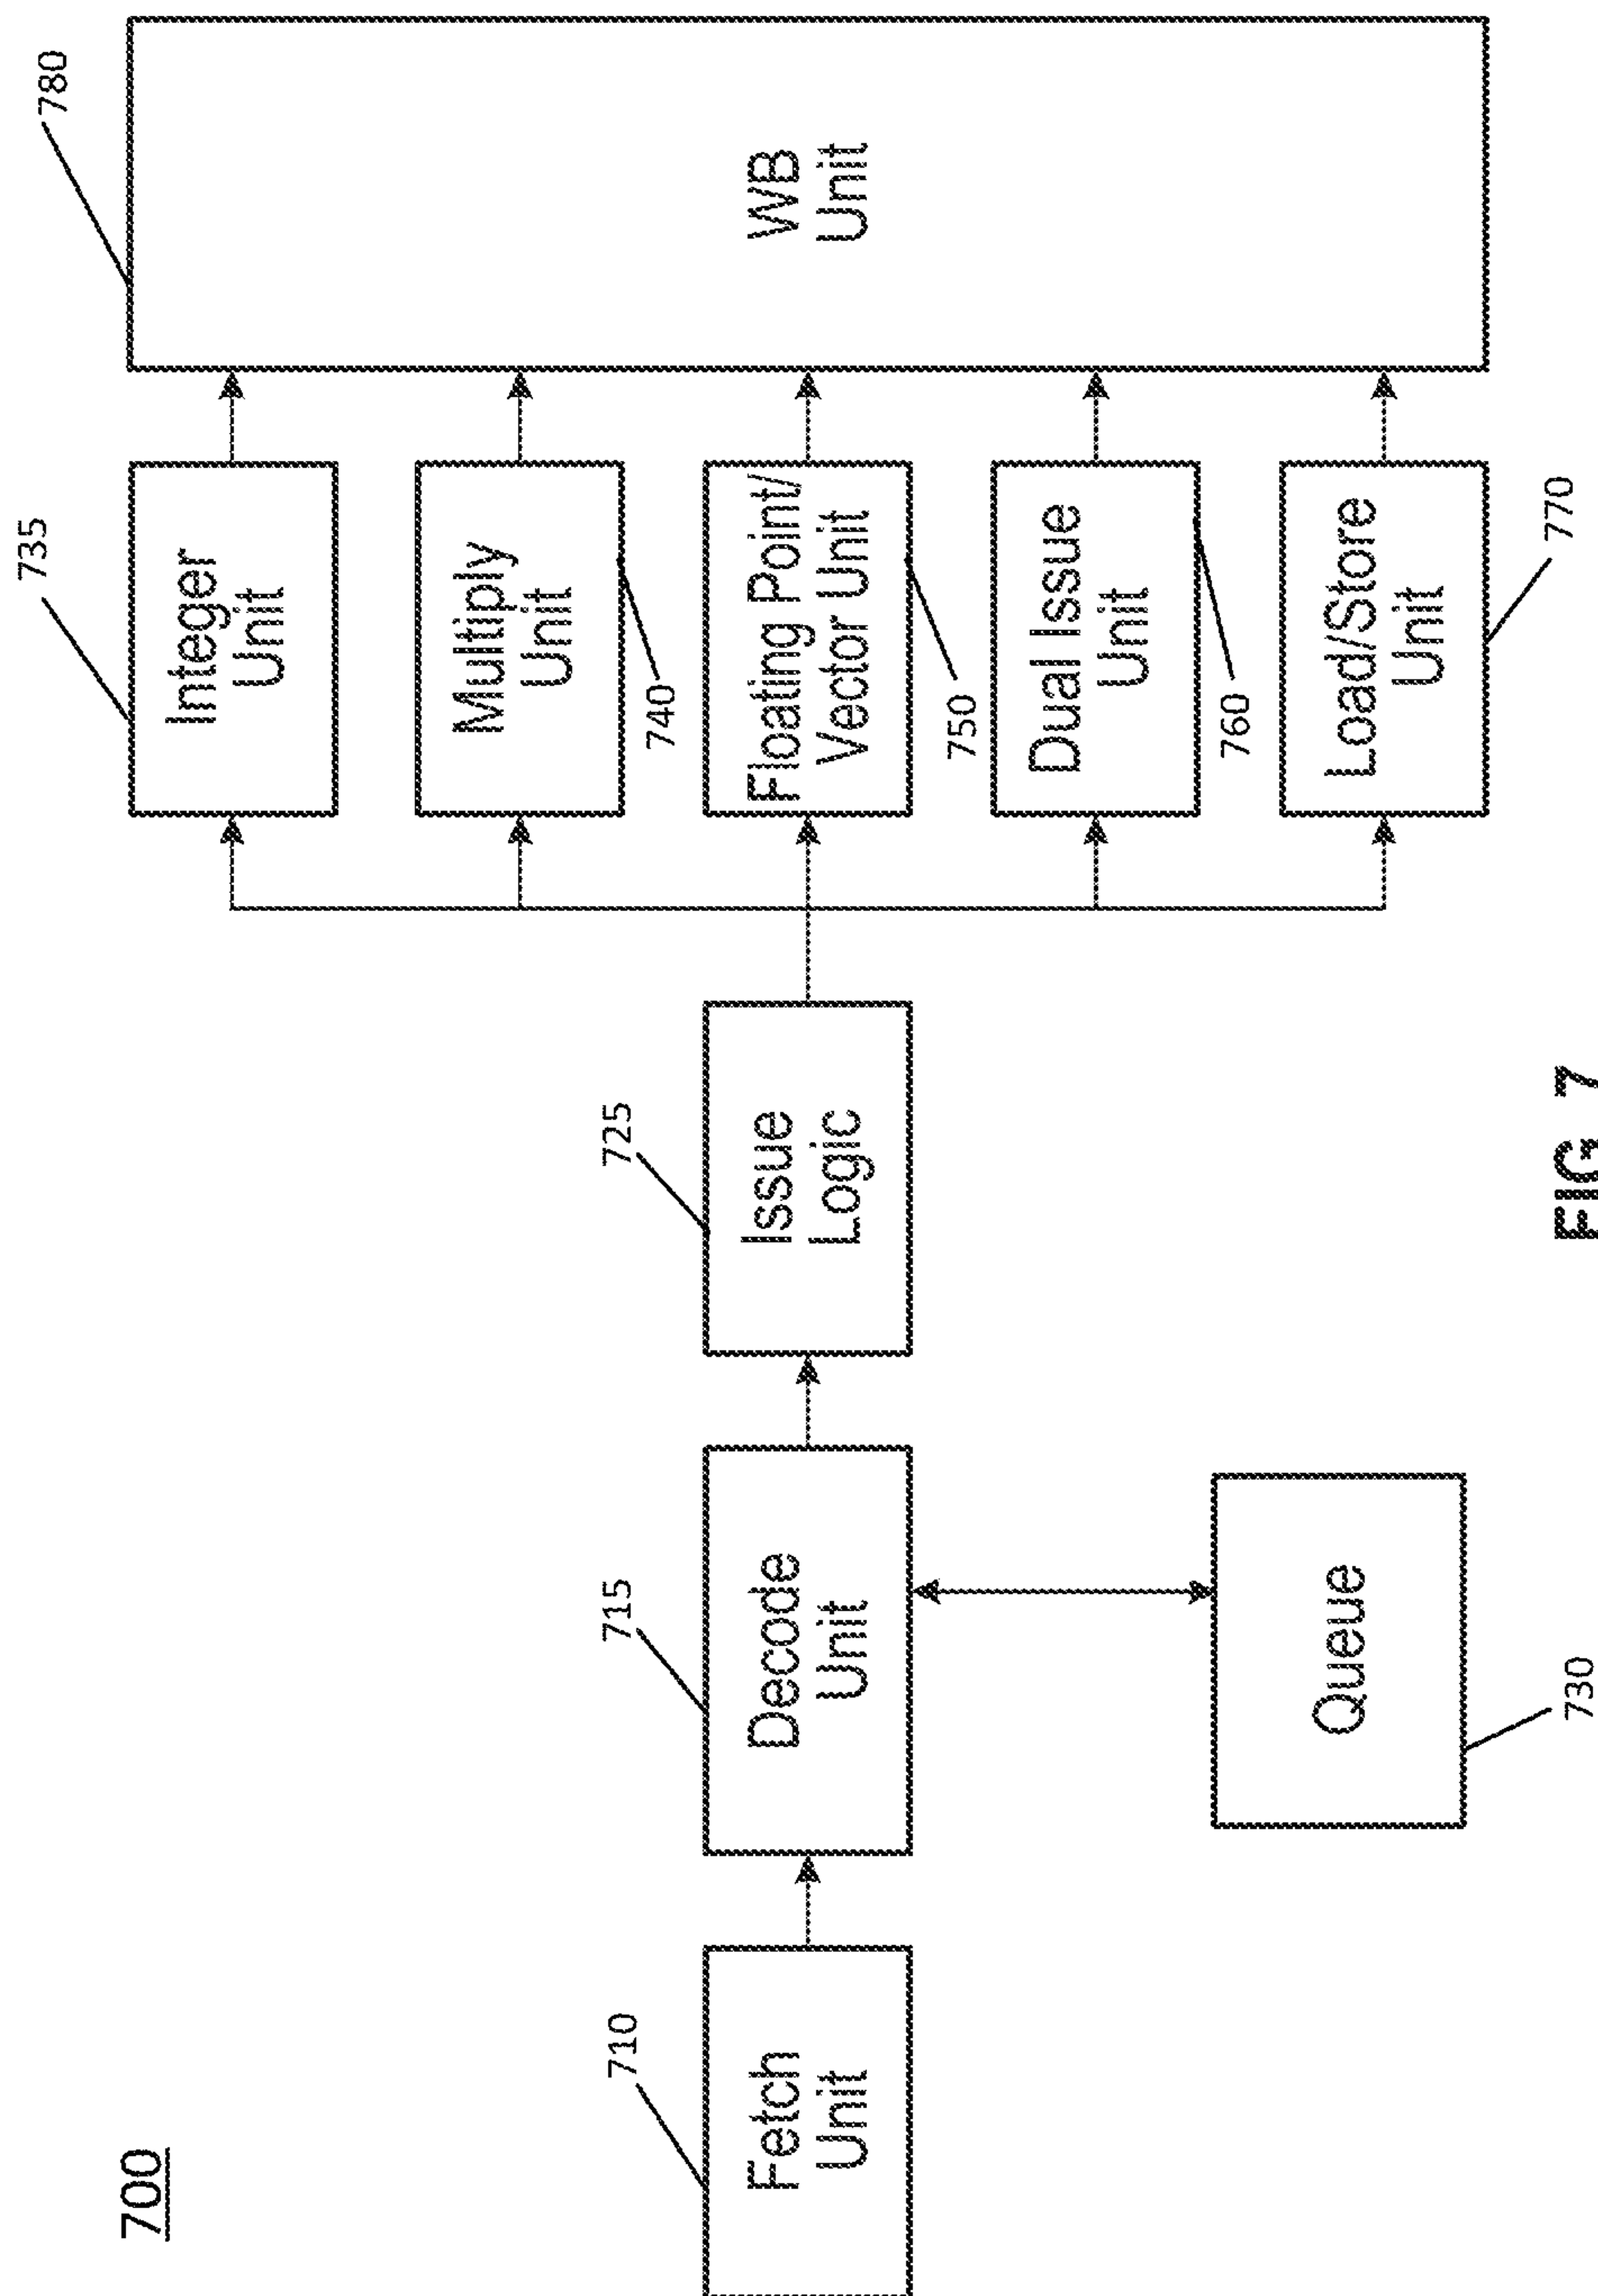 700
710
Fetch
Unit
715
Decode
Unit
730
Queue
725
Issue
Logic
735
Integer
Unit
Multiply
Unit
740
Floating Point/
Vector Unit
750
Dual Issue
Unit
760
Load/Store
Unit
770
780
WB
Unit
FIG. 7